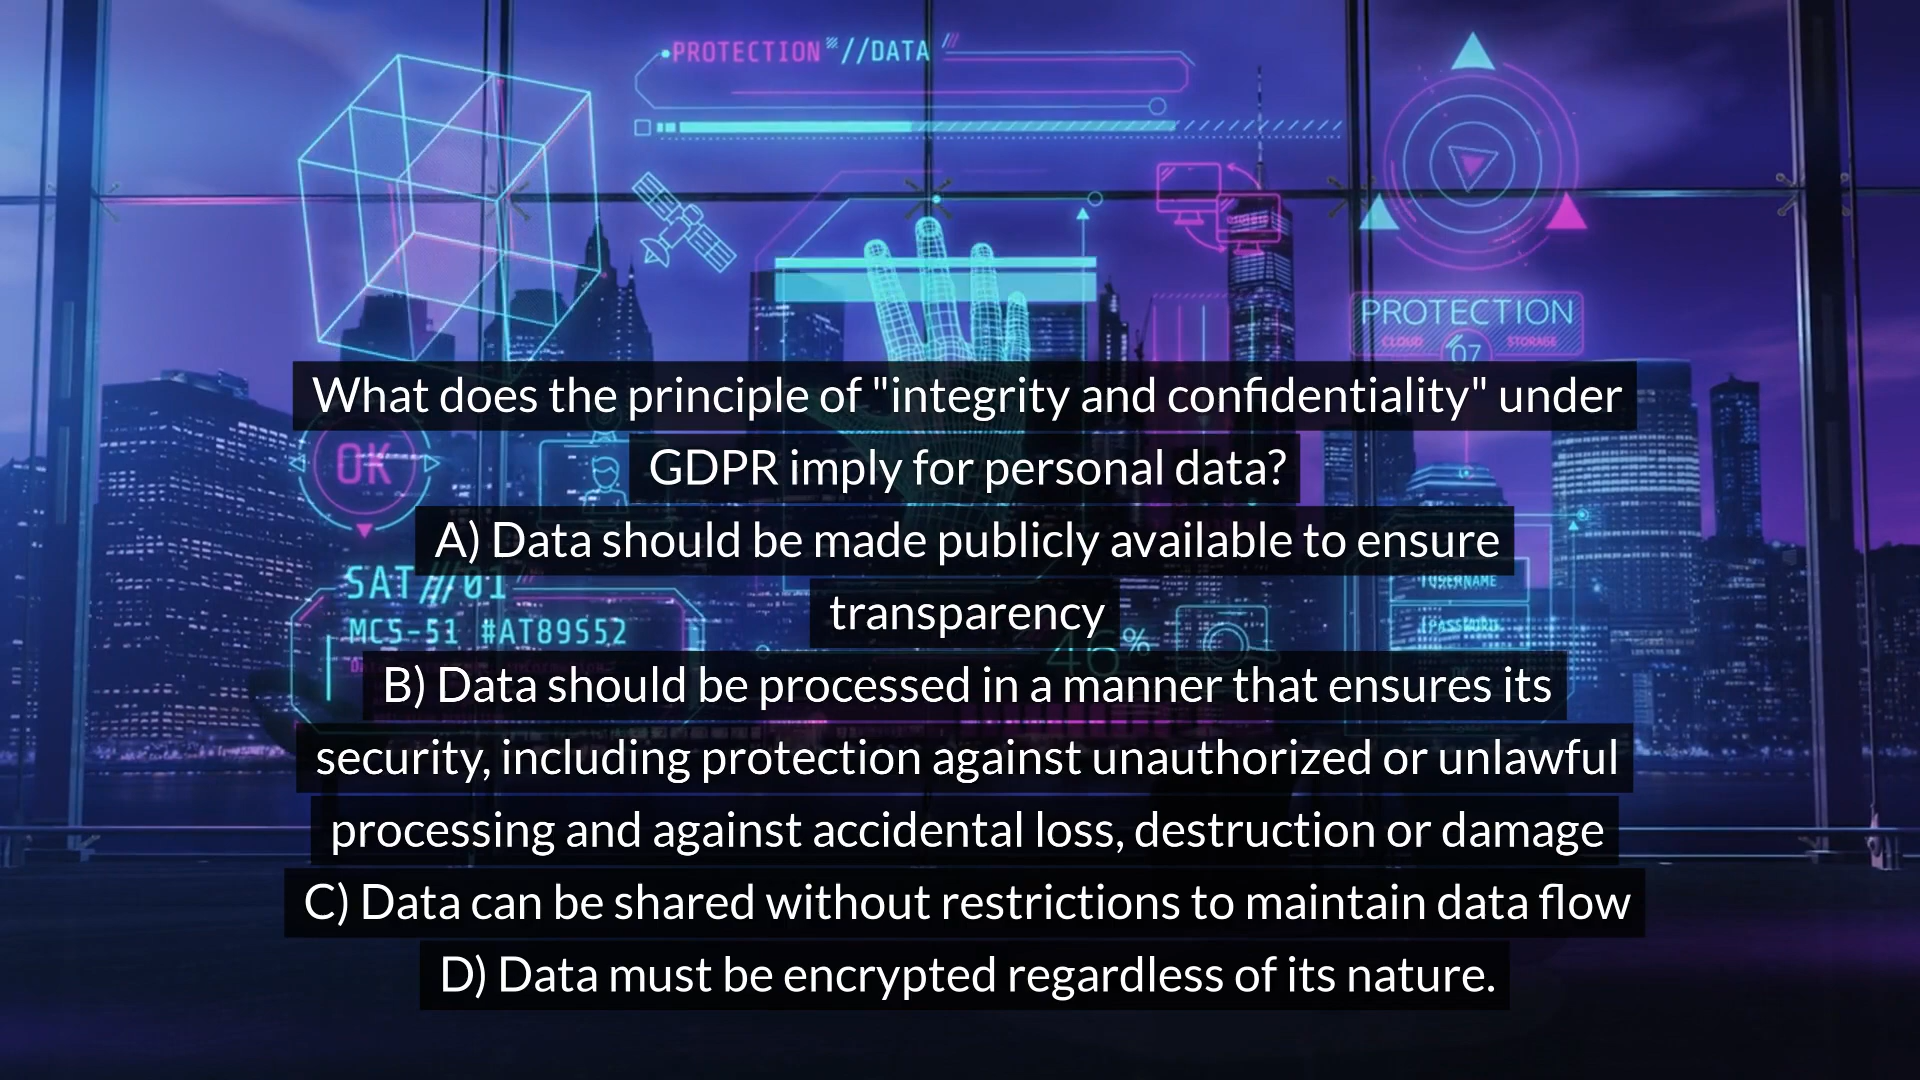 PROTECTION //DATA
PROTECTION
CLOUD STORAGE
07
What does the principle of "integrity and confidentiality" under
GDPR imply for personal data?
OK
A) Data should be made publicly available to ensure
transparency
SAT///01
USERNAME
MCS-51 #AT89S52
PASSWORD
46%
B) Data should be processed in a manner that ensures its
security, including protection against unauthorized or unlawful
processing and against accidental loss, destruction or damage
C) Data can be shared without restrictions to maintain data flow
D) Data must be encrypted regardless of its nature.